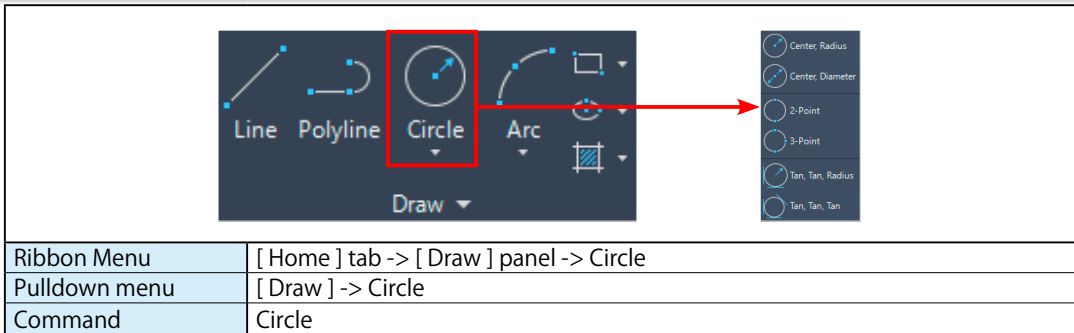 Line Polyline Circle Arc
Draw
Center, Radius
Center, Diameter
2-Point
3-Point
Tan, Tan, Radius
Tan, Tan, Tan
Ribbon Menu [ Home ] tab -> [ Draw ] panel -> Circle
Pulldown menu [ Draw ] -> Circle
Command Circle